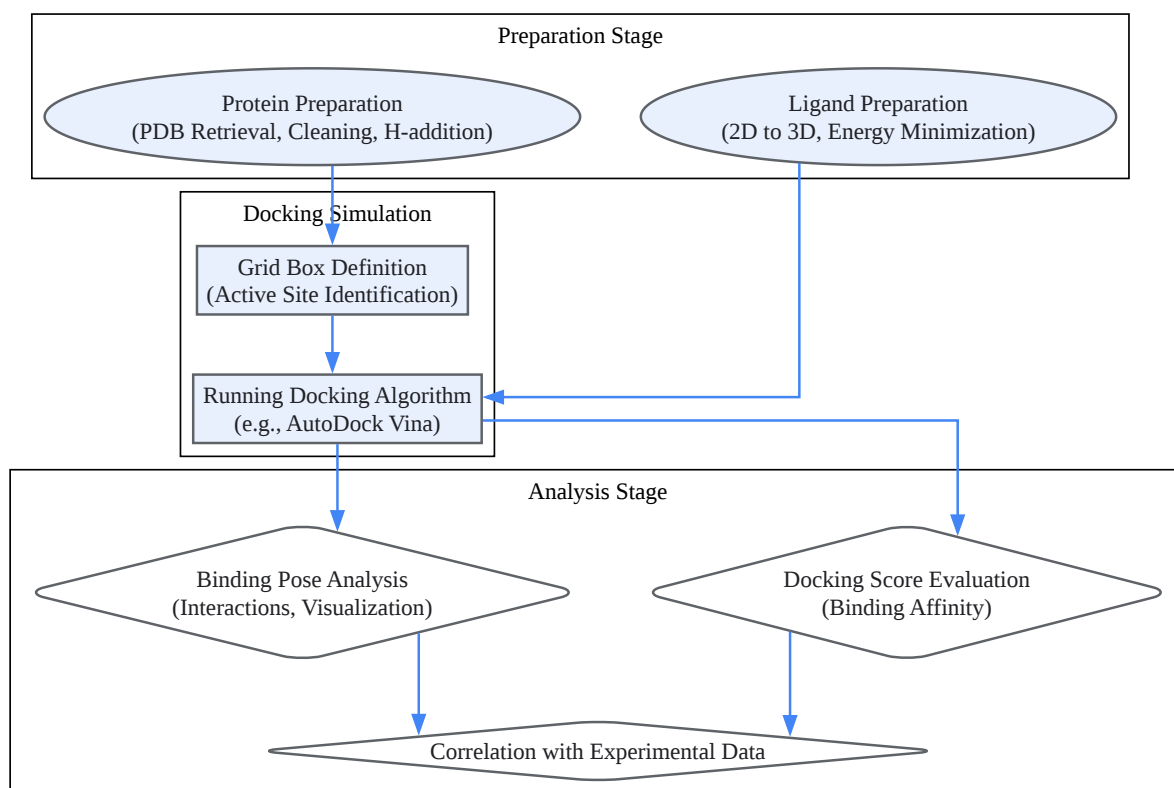 Preparation Stage
Protein Preparation
(PDB Retrieval, Cleaning, H-addition)
Ligand Preparation
(2D to 3D, Energy Minimization)
Docking Simulation
Grid Box Definition
(Active Site Identification)
Running Docking Algorithm
(e.g., AutoDock Vina)
Analysis Stage
Binding Pose Analysis
(Interactions, Visualization)
Docking Score Evaluation
(Binding Affinity)
Correlation with Experimental Data